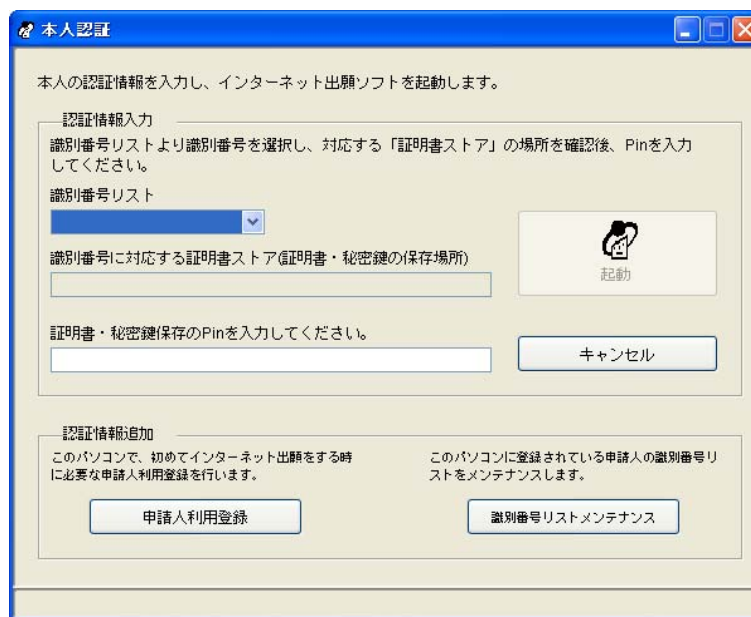 本人認証
本人の認証情報を入力し、インターネット出願ソフトを起動します。
認証情報入力
識別番号リストより識別番号を選択し、対応する「証明書ストア」の場所を確認後、Pinを入力
してください。
識別番号リスト
識別番号に対応する証明書ストア(証明書・秘密鍵の保存場所)
起動
証明書・秘密鍵保存のPinを入力してください。
キャンセル
認証情報追加
このパソコンで、初めてインターネット出願をする時
に必要な申請人利用登録を行います。
申請人利用登録
このパソコンに登録されている申請人の識別番号リ
ストをメンテナンスします。
識別番号リストメンテナンス